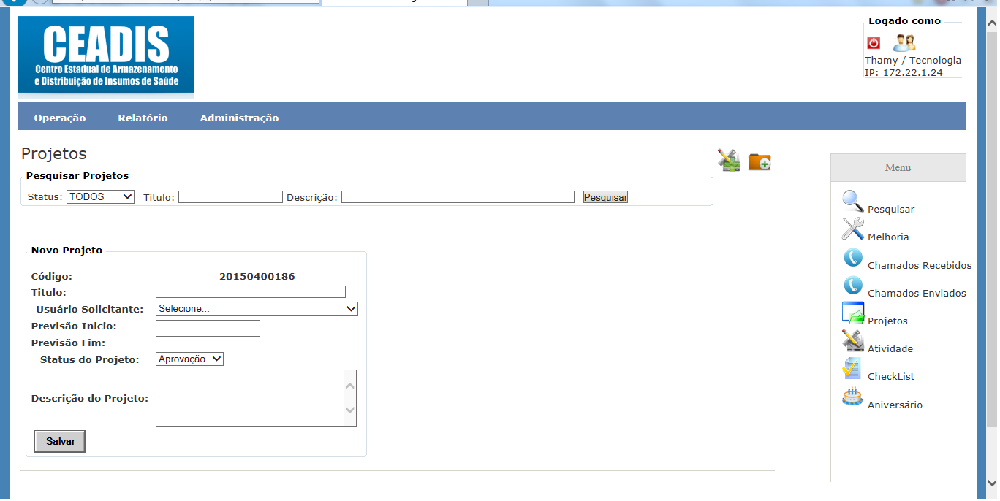 CEADIS
Centro Estadual de Armazenamento
e Distribuição de Insumos de Saúde
Logado como
Thamy / Tecnologia
IP: 172.22.1.24
Operação Relatório Administração
Projetos
Pesquisar Projetos
Status: TODOS Titulo: Descrição: Pesquisar
Novo Projeto
Código: 20150400186
Titulo:
Usuário Solicitante: Selecione...
Previsão Inicio:
Previsão Fim:
Status do Projeto: Aprovação
Descrição do Projeto:
Salvar
Menu
Pesquisar
Melhoria
Chamados Recebidos
Chamados Enviados
Projetos
Atividade
CheckList
Aniversário